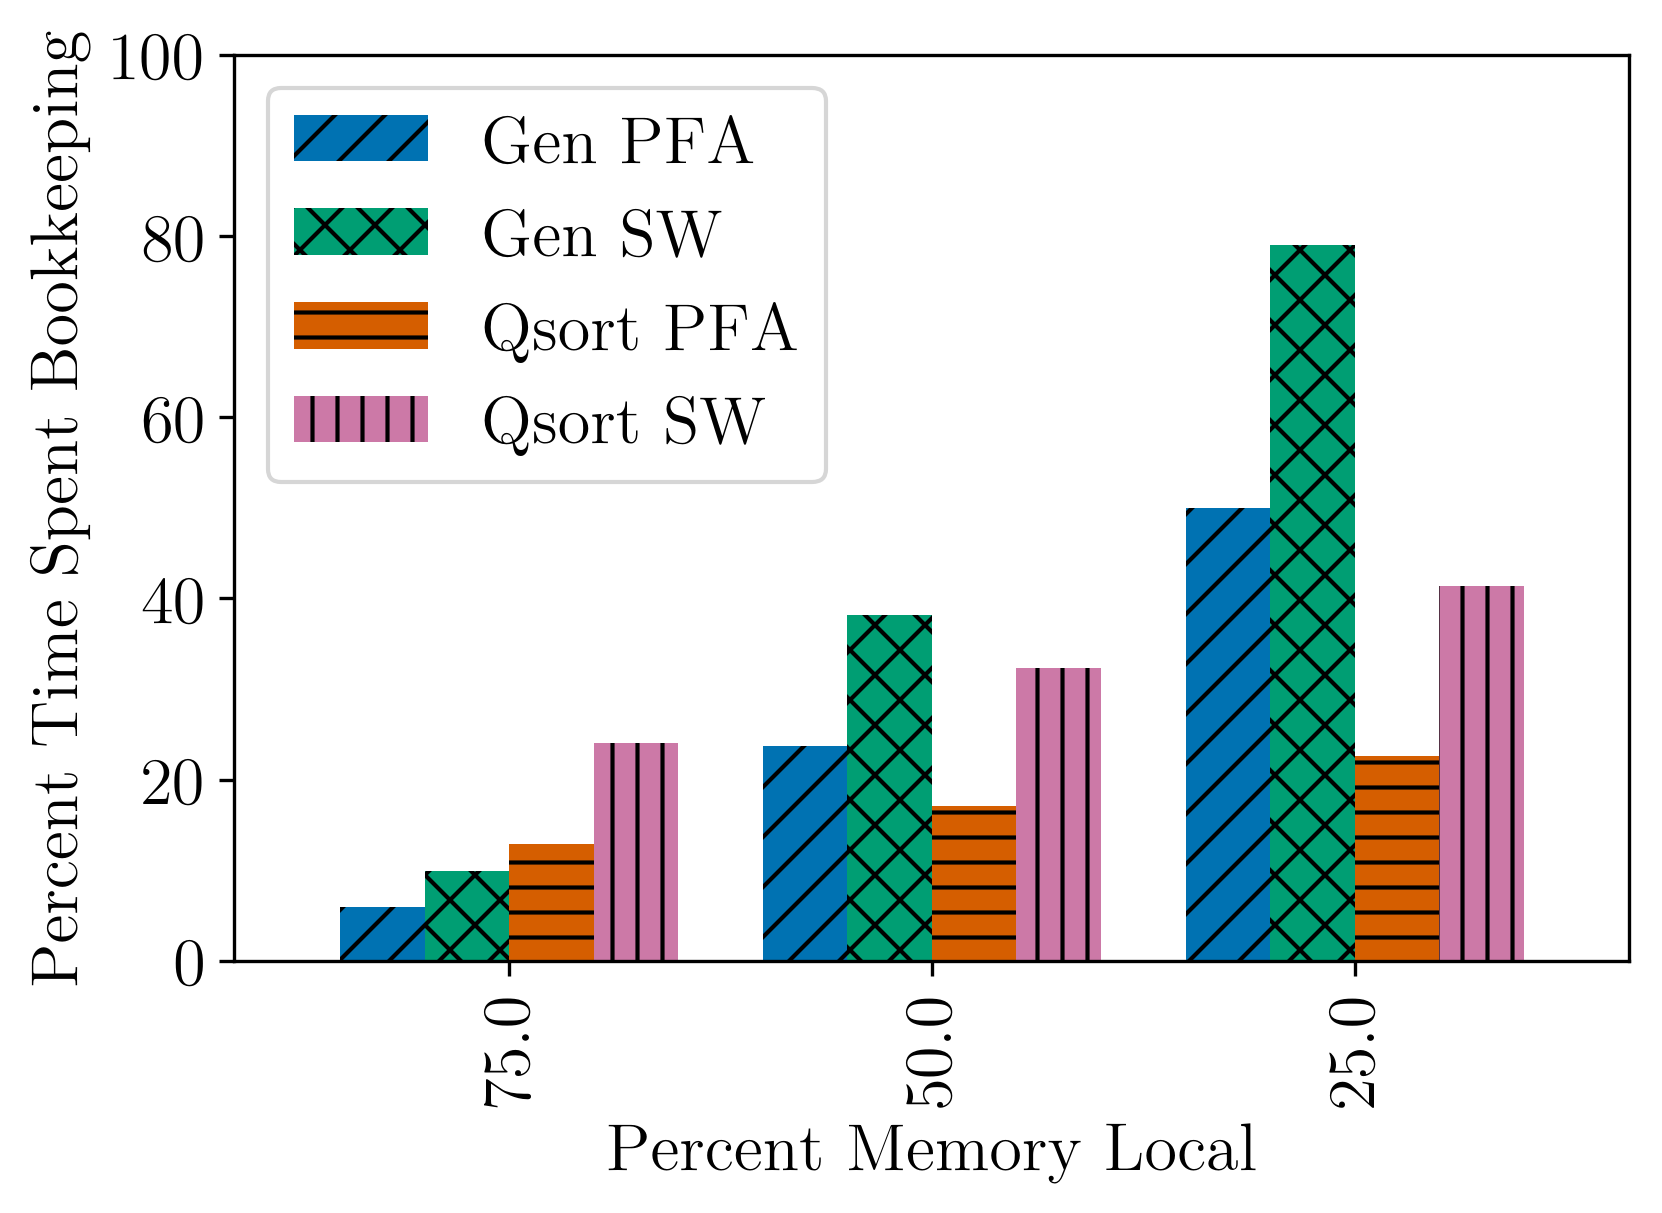 Percent Time Spent Bookkeeping
100
80
60
40
20
0
Gen PFA
Gen SW
Qsort PFA
Qsort SW
75.0
50.0
25.0
Percent Memory Local